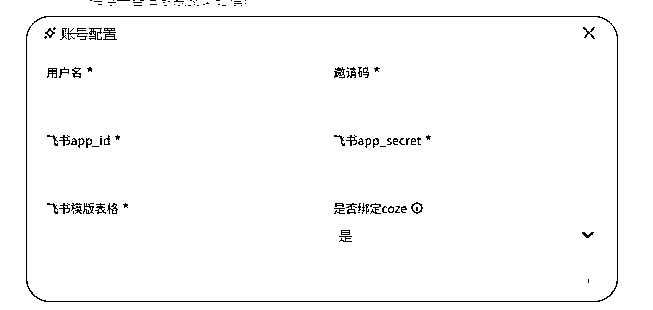 账号配置
用户名 *
邀请码 *
飞书app_id *
飞书app_secret *
飞书模版表格 *
是否绑定coze
是